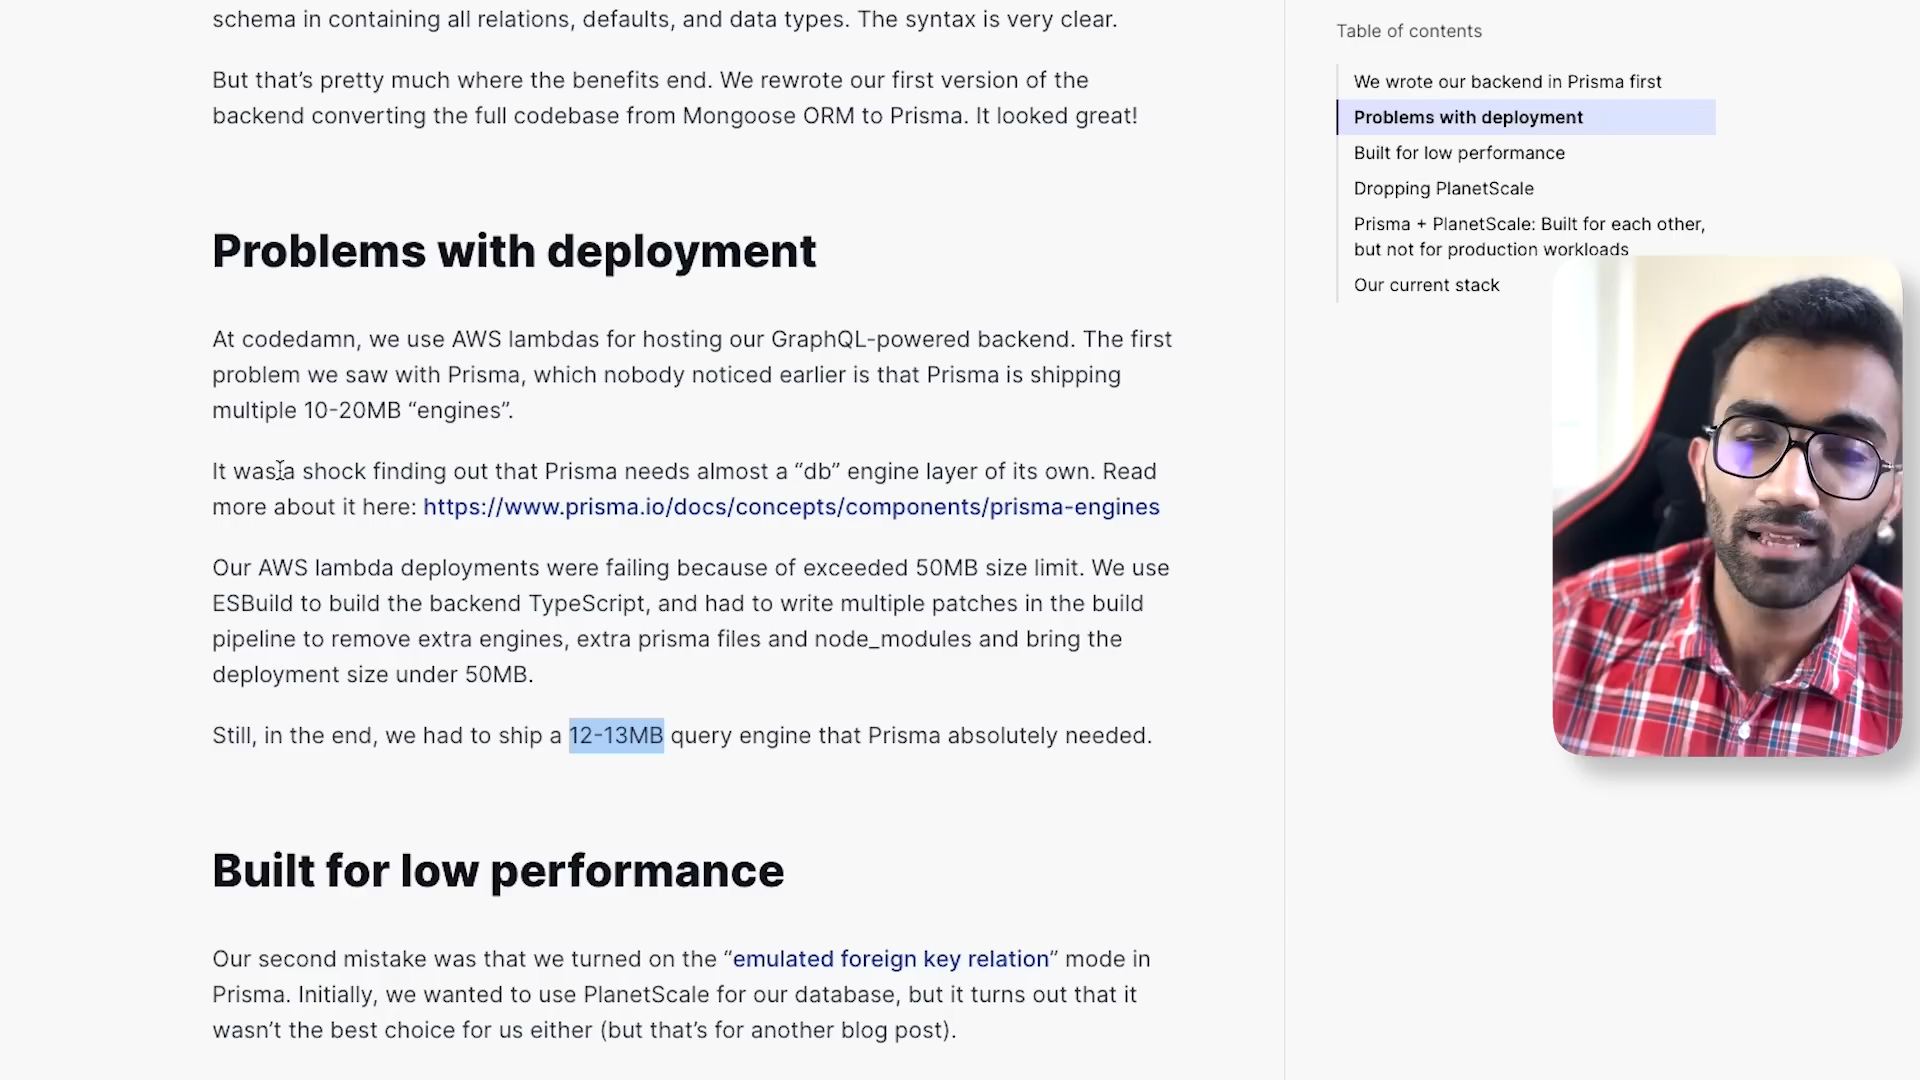 schema in containing all relations, defaults, and data types. The syntax is very clear.
But that’s pretty much where the benefits end. We rewrote our first version of the
backend converting the full codebase from Mongoose ORM to Prisma. It looked great!
Problems with deployment
At codedamn, we use AWS lambdas for hosting our GraphQL-powered backend. The first
problem we saw with Prisma, which nobody noticed earlier is that Prisma is shipping
multiple 10-20MB “engines”.
It was a shock finding out that Prisma needs almost a “db” engine layer of its own. Read
more about it here: https://www.prisma.io/docs/concepts/components/prisma-engines
Our AWS lambda deployments were failing because of exceeded 50MB size limit. We use
ESBuild to build the backend TypeScript, and had to write multiple patches in the build
pipeline to remove extra engines, extra prisma files and node_modules and bring the
deployment size under 50MB.
Still, in the end, we had to ship a 12-13MB query engine that Prisma absolutely needed.
Built for low performance
Our second mistake was that we turned on the “emulated foreign key relation” mode in
Prisma. Initially, we wanted to use PlanetScale for our database, but it turns out that it
wasn’t the best choice for us either (but that’s for another blog post).
Table of contents
We wrote our backend in Prisma first
Problems with deployment
Built for low performance
Dropping PlanetScale
Prisma + PlanetScale: Built for each other,
but not for production workloads
Our current stack